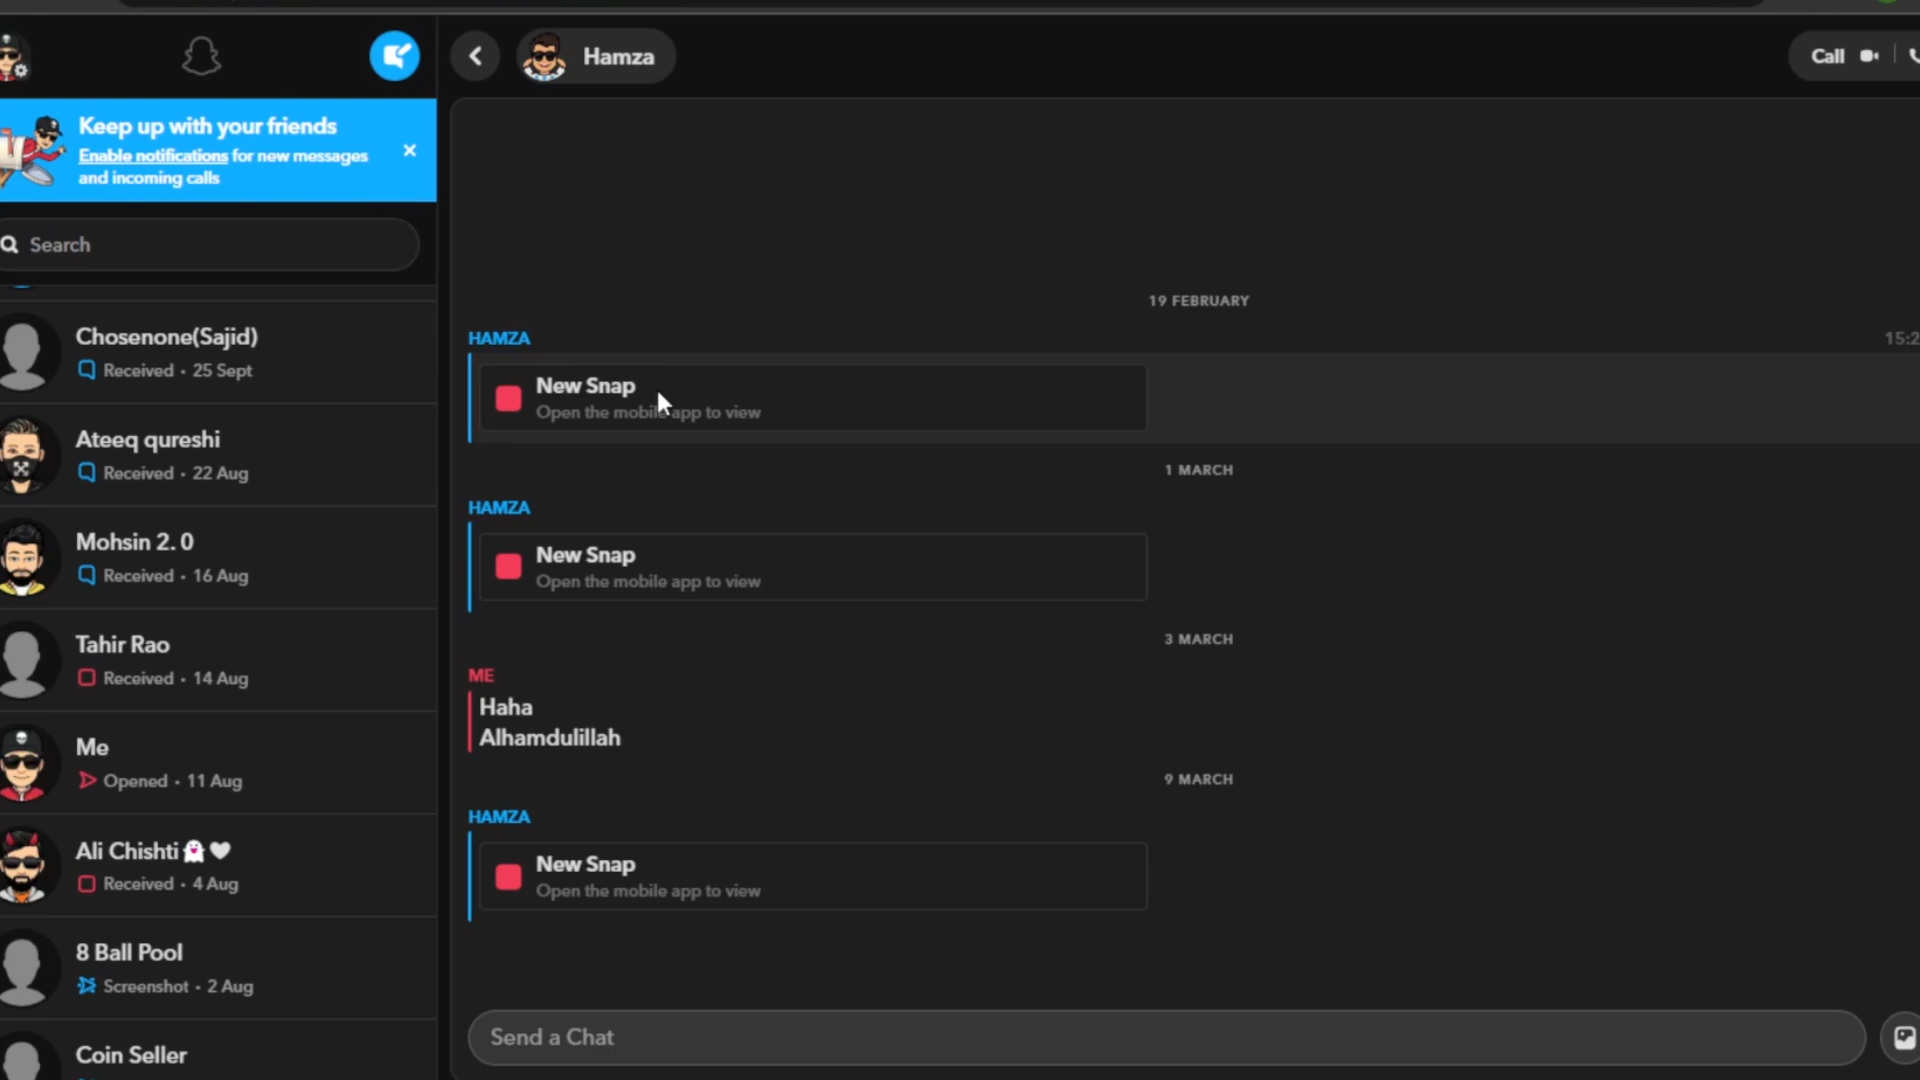 Keep up with your friends
Enable notifications for new messages
and incoming calls
Search
Chosenone(Sajid)
Received · 25 Sept
Ateeq qureshi
Received · 22 Aug
Mohsin 2.0
Received · 16 Aug
Tahir Rao
Received · 14 Aug
Me
Opened · 11 Aug
Ali Chishti👻🤍
Received · 4 Aug
8 Ball Pool
Screenshot · 2 Aug
Coin Seller
Hamza
Call
19 FEBRUARY
HAMZA
15:2
New Snap
Open the mobile app to view
1 MARCH
HAMZA
New Snap
Open the mobile app to view
3 MARCH
ME
Haha
Alhamdulillah
9 MARCH
HAMZA
New Snap
Open the mobile app to view
Send a Chat